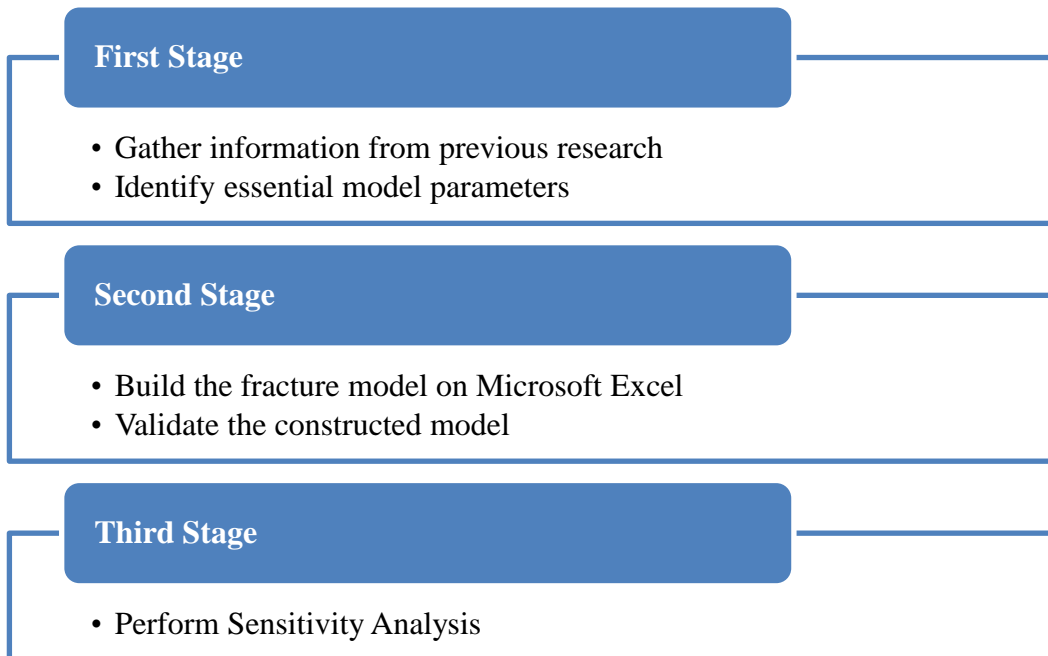 First Stage
• Gather information from previous research
• Identify essential model parameters
Second Stage
• Build the fracture model on Microsoft Excel
• Validate the constructed model
Third Stage
• Perform Sensitivity Analysis